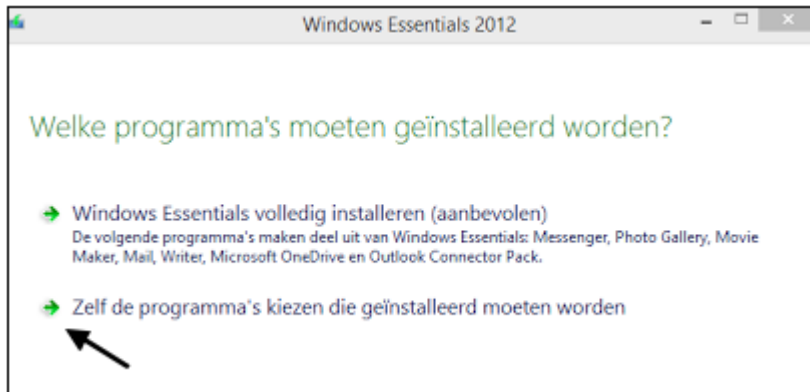 Windows Essentials 2012
Welke programma's moeten geïnstalleerd worden?
Windows Essentials volledig installeren (aanbevolen)
De volgende programma's maken deel uit van Windows Essentials: Messenger, Photo Gallery, Movie
Maker, Mail, Writer, Microsoft OneDrive en Outlook Connector Pack.
Zelf de programma's kiezen die geïnstalleerd moeten worden